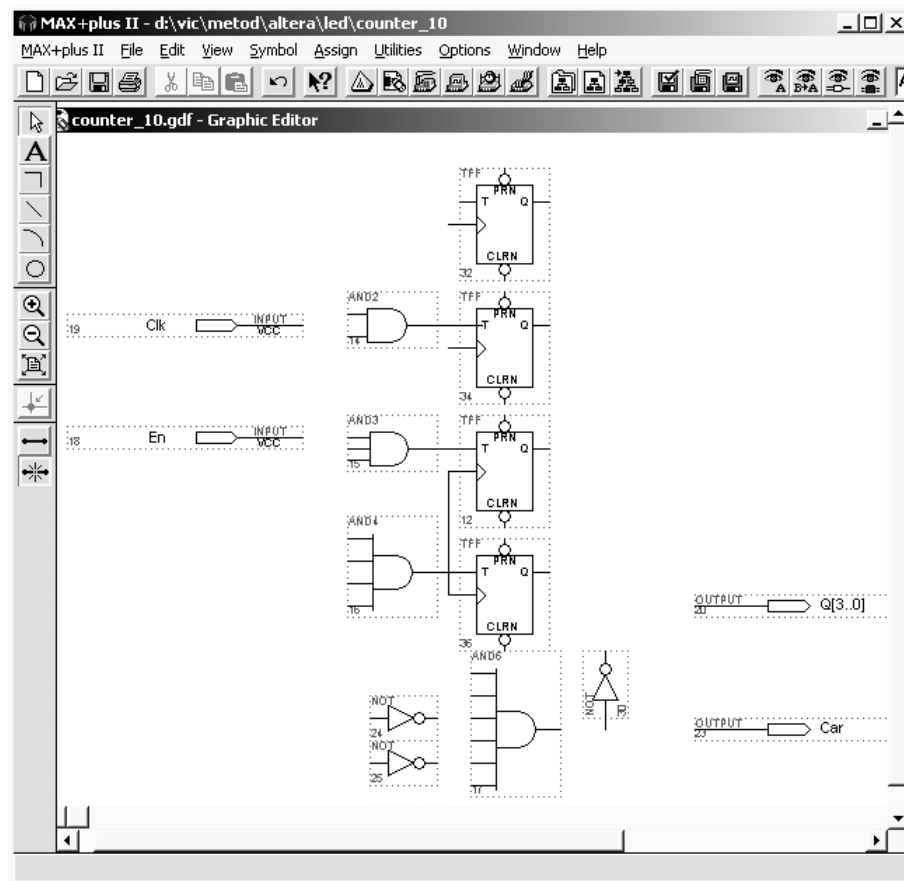 MAX+plus II - d:\vic\metod\altera\led\counter_10
MAX+plus II File Edit View Symbol Assign Utilities Options Window Help
A B+A
counter_10.gdf - Graphic Editor
A
TFF
PRN
T Q
CLRN
32
AND2
14
TFF
PRN
T Q
CLRN
34
19 Clk INPUT
VCC
AND3
15
TFF
PRN
T Q
CLRN
12
18 En INPUT
VCC
AND4
16
TFF
PRN
T Q
CLRN
36
OUTPUT
20 Q[3..0]
AND6
NOT
24
NOT
25
NOT
OUTPUT
23 Car